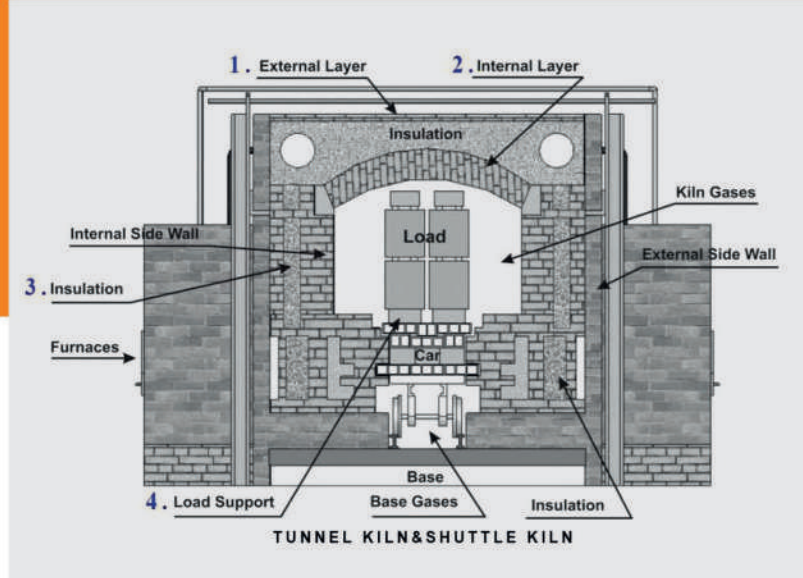 1. External Layer
2. Internal Layer
Insulation
Kiln Gases
Load
Internal Side Wall
External Side Wall
3. Insulation
Furnaces
Car
Base
4. Load Support
Base Gases
Insulation
TUNNEL KILN&SHUTTLE KILN